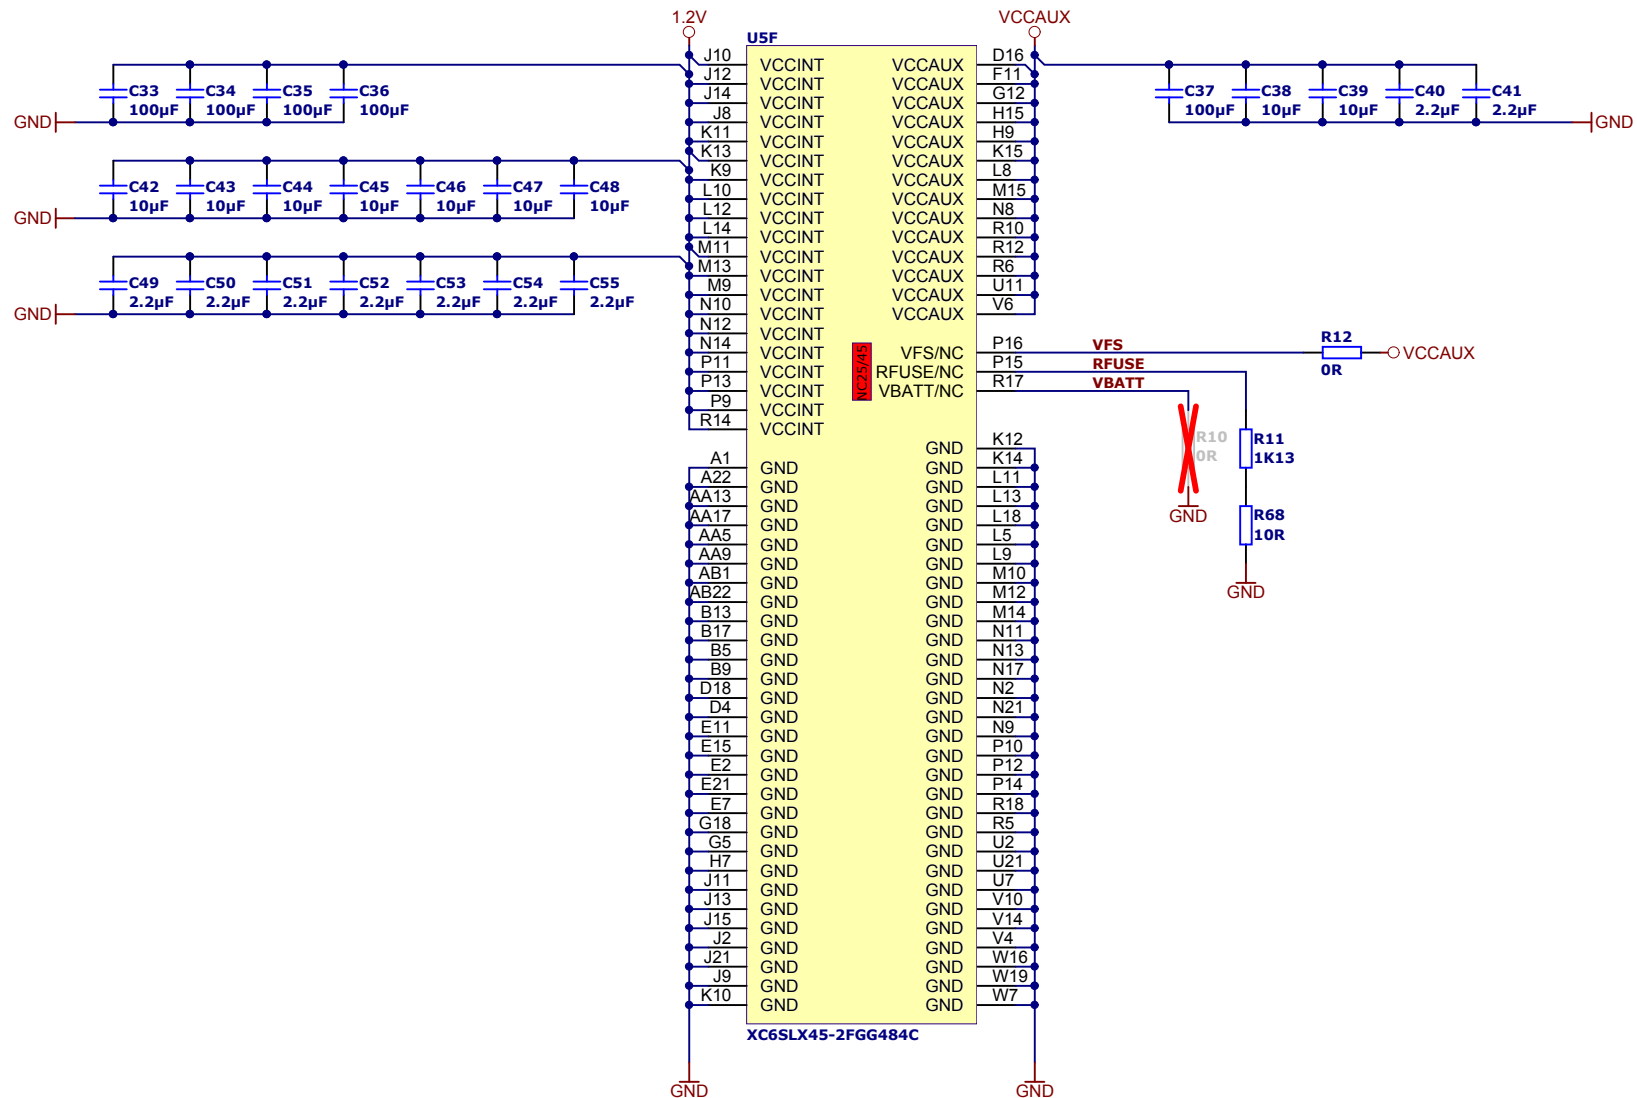 1.2V
VCCAUX
U5F
J10 VCCINT VCCAUX D16
J12 VCCINT VCCAUX F11
J14 VCCINT VCCAUX G12
J8 VCCINT VCCAUX H15
K11 VCCINT VCCAUX H9
K13 VCCINT VCCAUX K15
K9 VCCINT VCCAUX L8
L10 VCCINT VCCAUX M15
L12 VCCINT VCCAUX N8
L14 VCCINT VCCAUX R10
M11 VCCINT VCCAUX R12
M13 VCCINT VCCAUX R6
M9 VCCINT VCCAUX U11
N10 VCCINT VCCAUX V6
N12 VCCINT
N14 VCCINT VFS/NC P16
P11 VCCINT RFUSE/NC P15
P13 VCCINT VBATT/NC R17
P9 VCCINT
R14 VCCINT
NC25/45
GND K12
A1 GND GND K14
A22 GND GND L11
AA13 GND GND L13
AA17 GND GND L18
AA5 GND GND L5
AA9 GND GND L9
AB1 GND GND M10
AB22 GND GND M12
B13 GND GND M14
B17 GND GND N11
B5 GND GND N13
B9 GND GND N17
D18 GND GND N2
D4 GND GND N21
E11 GND GND N9
E15 GND GND P10
E2 GND GND P12
E21 GND GND P14
E7 GND GND R18
G18 GND GND R5
G5 GND GND U2
H7 GND GND U21
J11 GND GND U7
J13 GND GND V10
J15 GND GND V14
J2 GND GND V4
J21 GND GND W16
J9 GND GND W19
K10 GND GND W7
XC6SLX45-2FGG484C
GND
GND
C33 C34 C35 C36
100µF 100µF 100µF 100µF
GND
C42 C43 C44 C45 C46 C47 C48
10µF 10µF 10µF 10µF 10µF 10µF 10µF
GND
C49 C50 C51 C52 C53 C54 C55
2.2µF 2.2µF 2.2µF 2.2µF 2.2µF 2.2µF 2.2µF
GND
C37 C38 C39 C40 C41
100µF 10µF 10µF 2.2µF 2.2µF
GND
VFS
R12
0R
VCCAUX
RFUSE
VBATT
R10
0R
GND
R11
1K13
R68
10R
GND